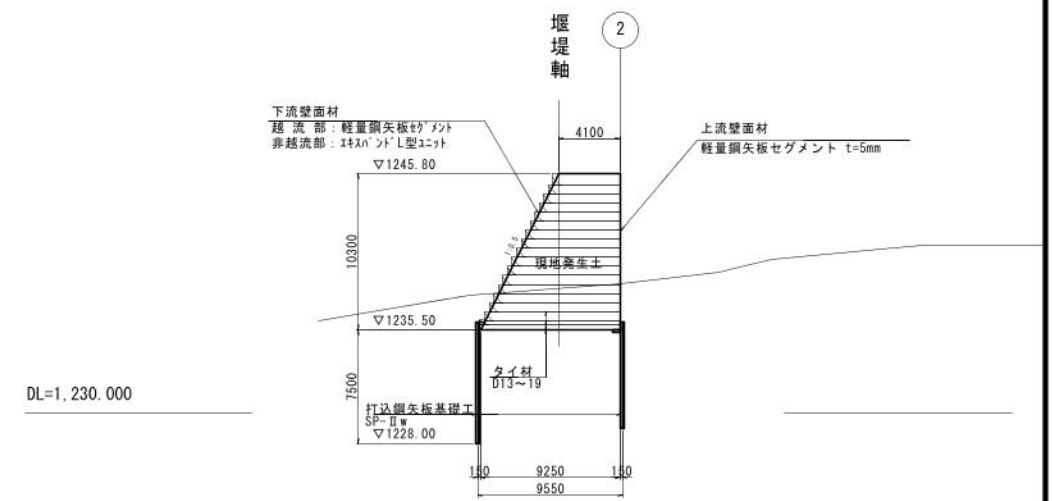 堰堤軸
2
下流壁面材
越 流 部：軽量鋼矢板ｾｸﾞﾒﾝﾄ
非越流部：ｴｷｽﾊﾟﾝﾄﾞL型ﾕﾆｯﾄ
4100
上流壁面材
軽量鋼矢板セグメント t=5mm
▽1245.80
10300
1:0.5
現地発生土
▽1235.50
7500
タイ材
D13～19
DL=1,230.000
打込鋼矢板基礎工
SP-Ⅱw
▽1228.00
150 9250 150
9550